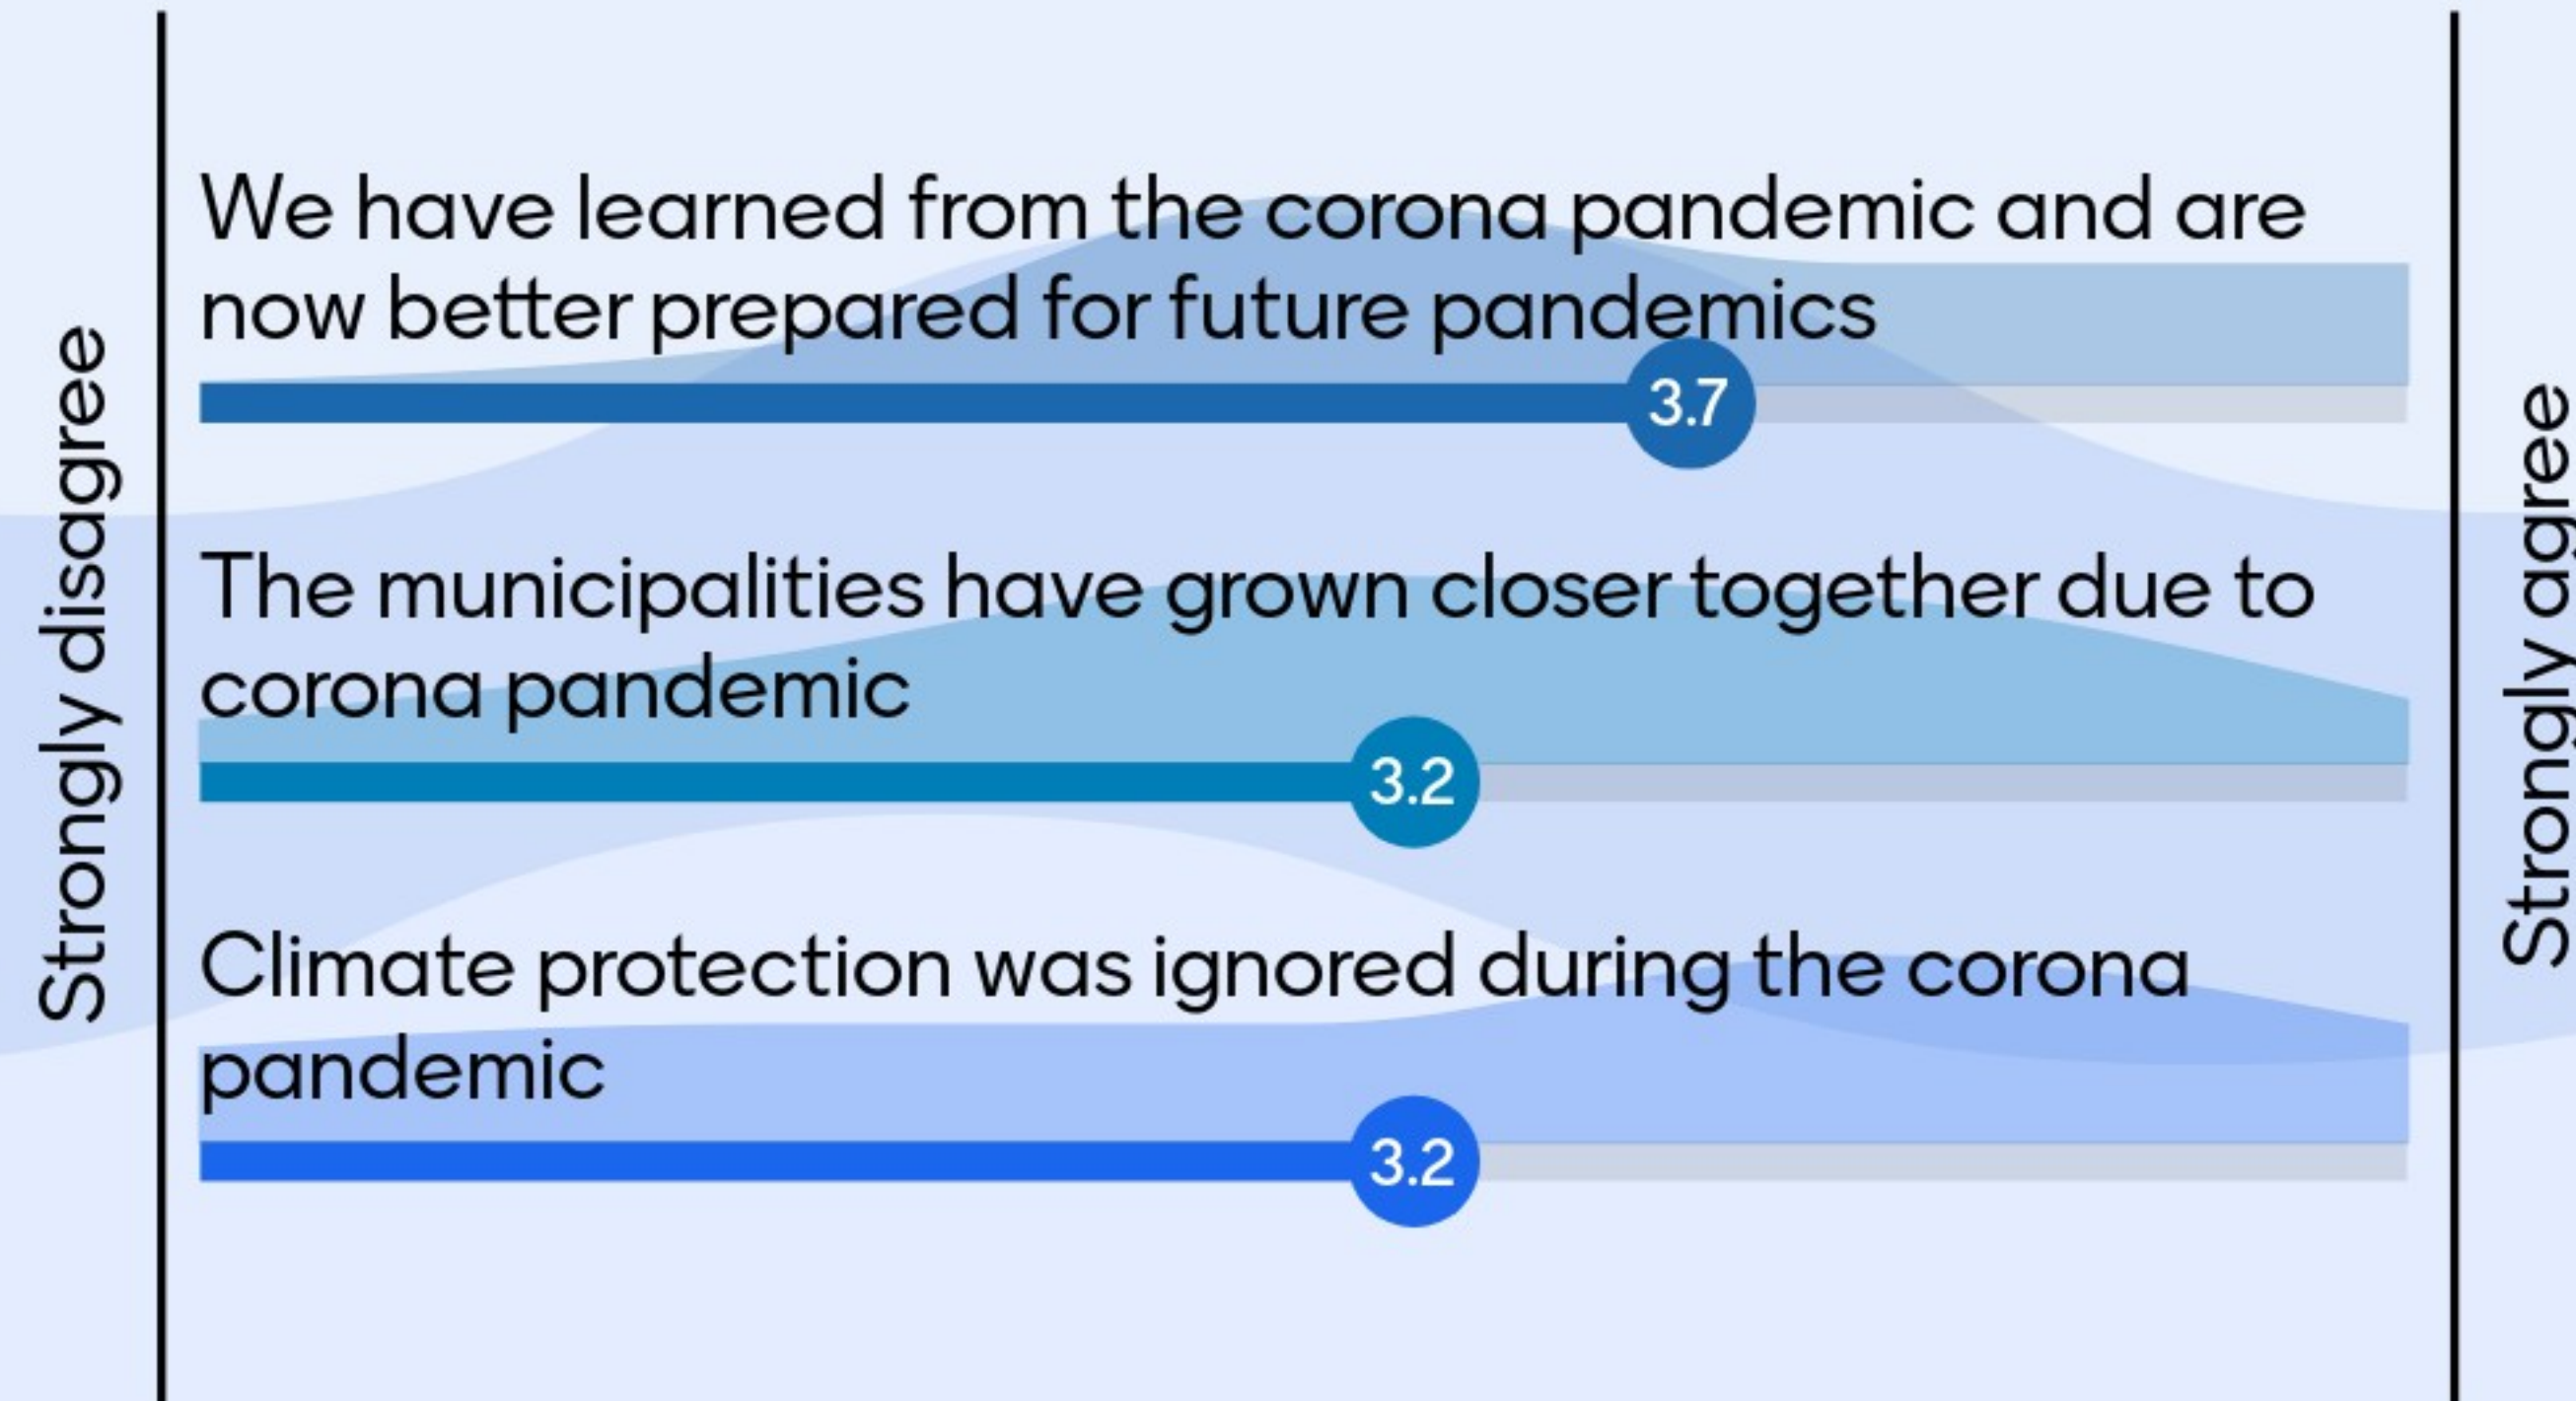 Strongly disagree
We have learned from the corona pandemic and are
now better prepared for future pandemics
3.7
The municipalities have grown closer together due to
corona pandemic
3.2
Climate protection was ignored during the corona
pandemic
3.2
Strongly agree